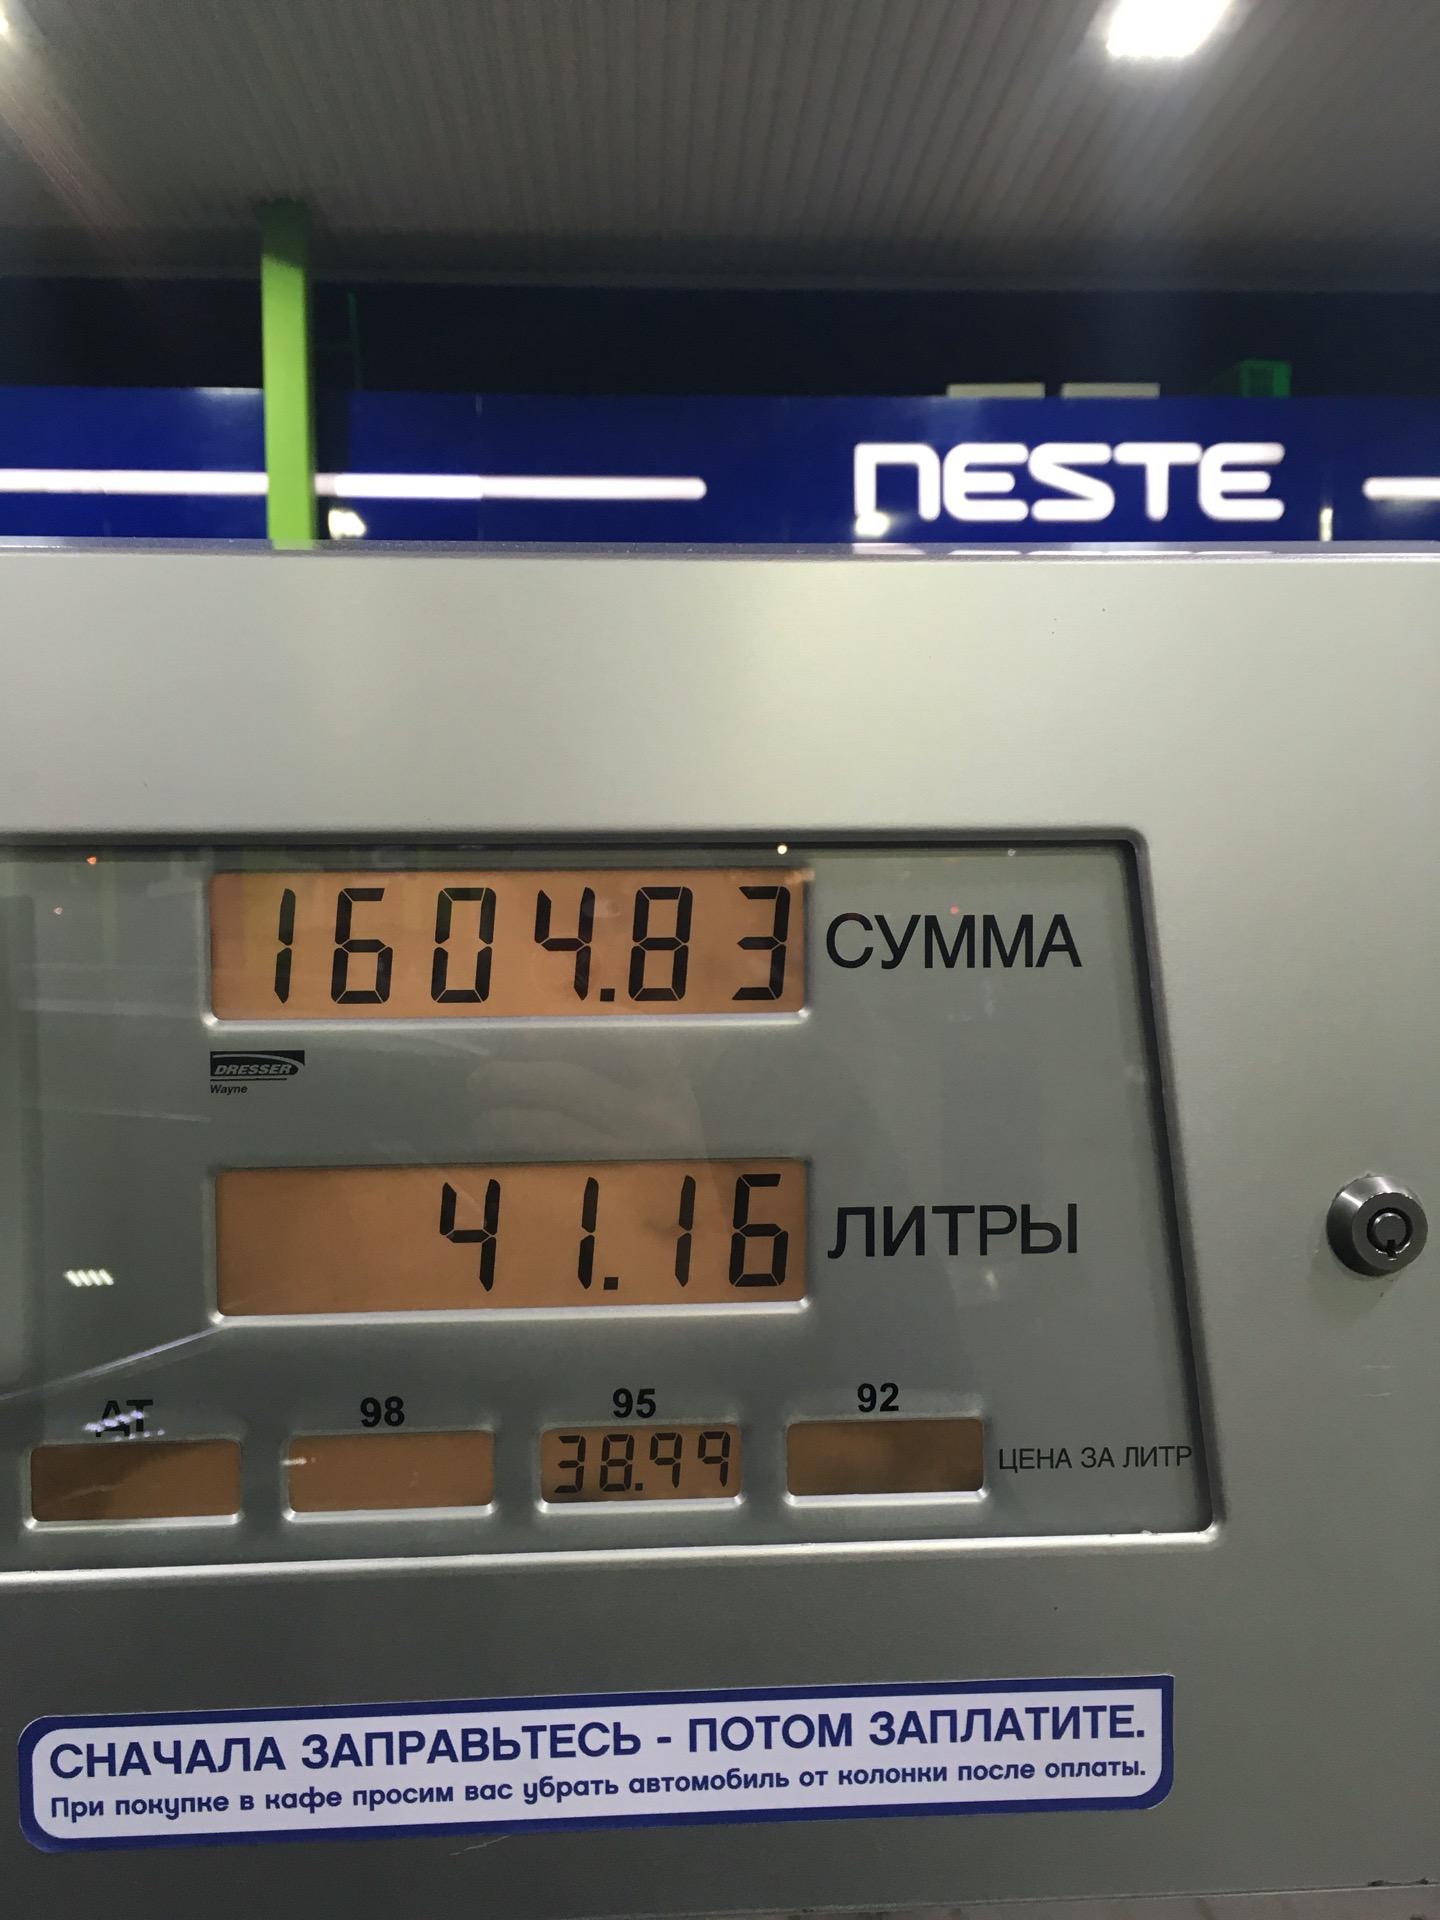 NESTE
1604.83 СУММА
DRESSER
Wayne
41.16 ЛИТРЫ
ДТ 98 95 92
38.99 ЦЕНА ЗА ЛИТР
СНАЧАЛА ЗАПРАВЬТЕСЬ - ПОТОМ ЗАПЛАТИТЕ.
При покупке в кафе просим вас убрать автомобиль от колонки после оплаты.